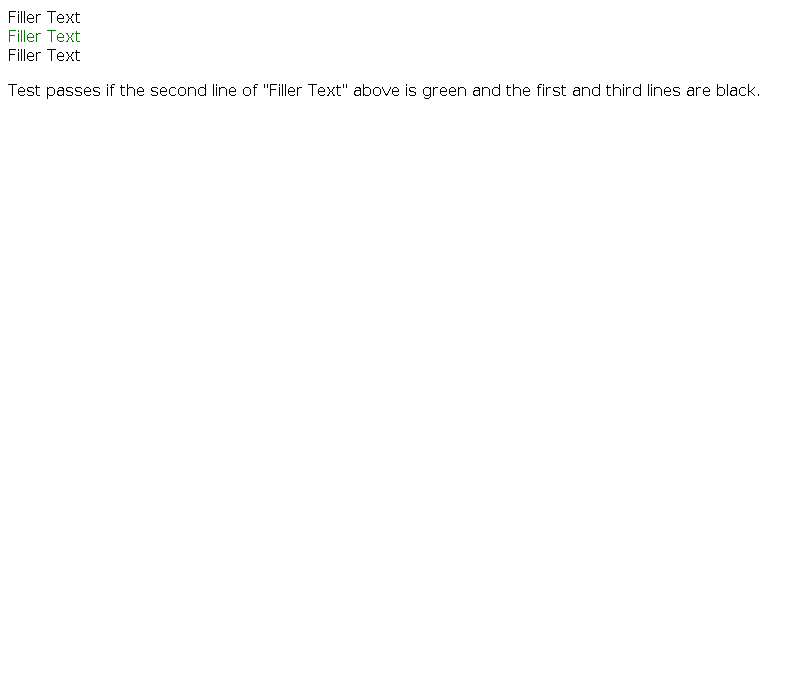 Filler Text
Filler Text
Filler Text
Test passes if the second line of "Filler Text" above is green and the first and third lines are black.